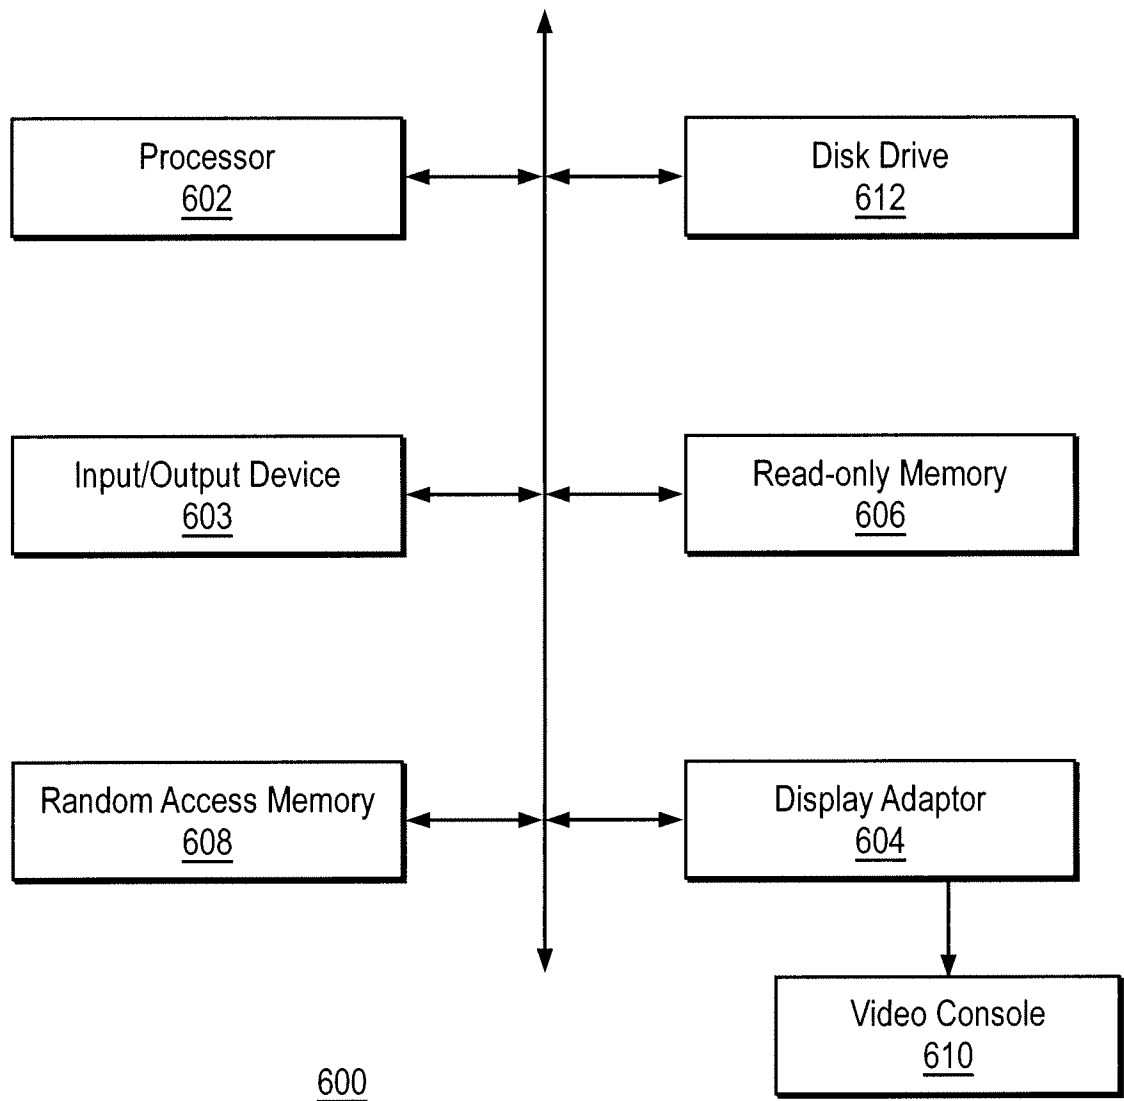 Processor
602
Disk Drive
612
Input/Output Device
603
Read-only Memory
606
Random Access Memory
608
Display Adaptor
604
Video Console
610
600